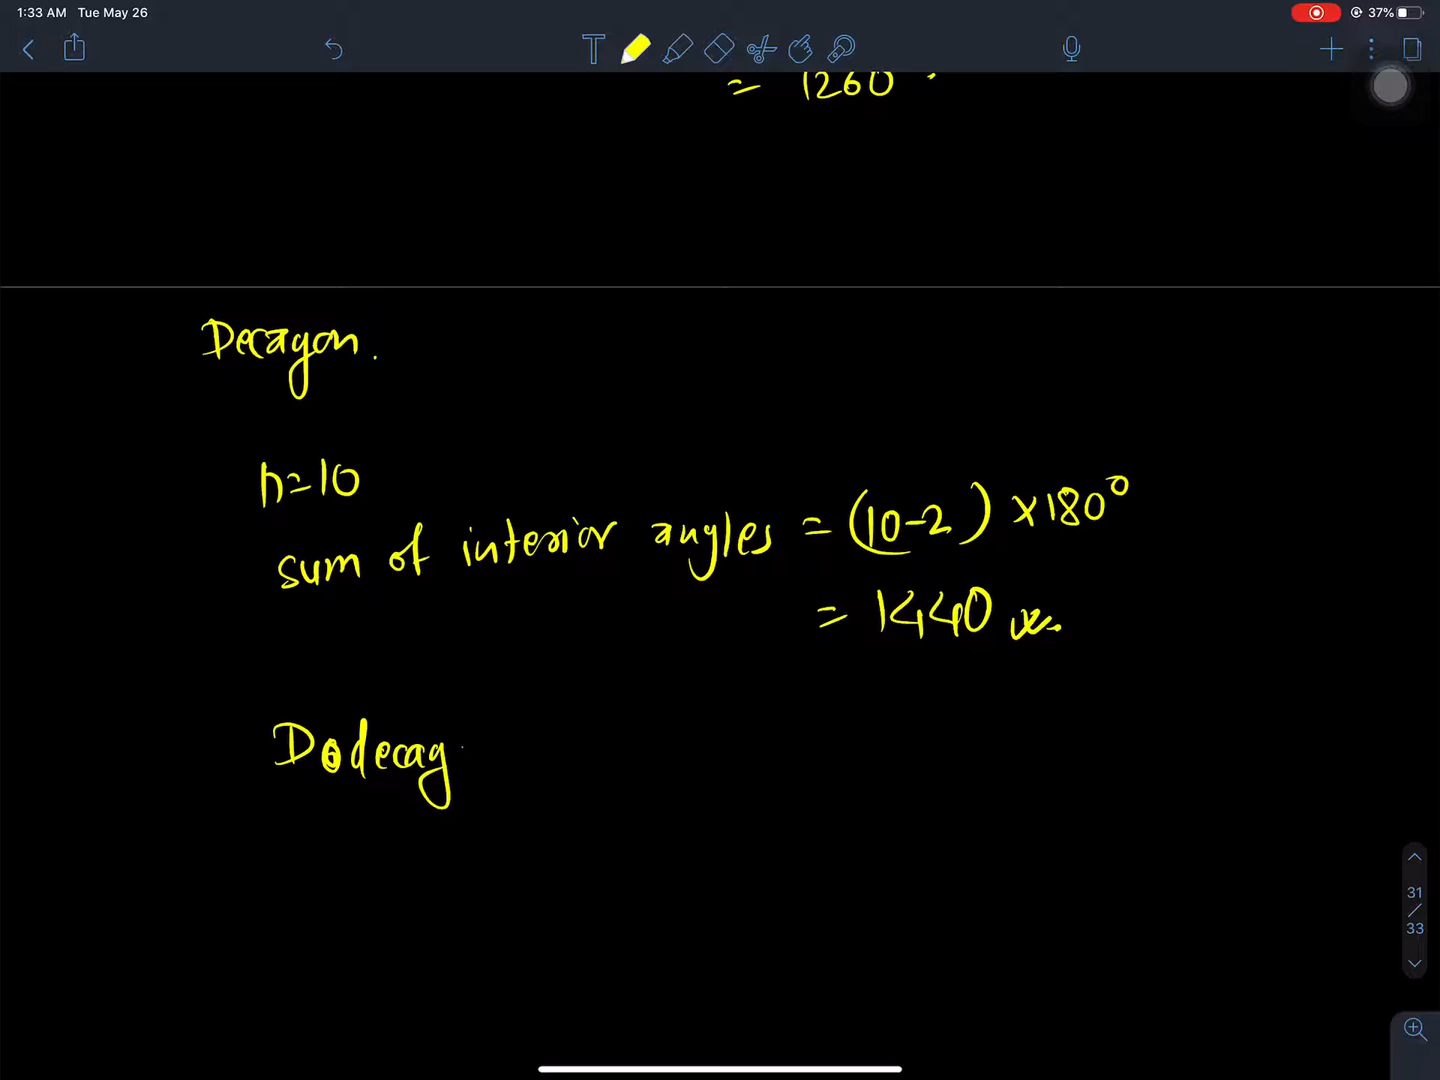 1:33 AM Tue May 26
37%
= 1260
Decagon.
n=10
sum of interior angles = (10-2) ×180°
= 1440
Dodecag
31
/
33